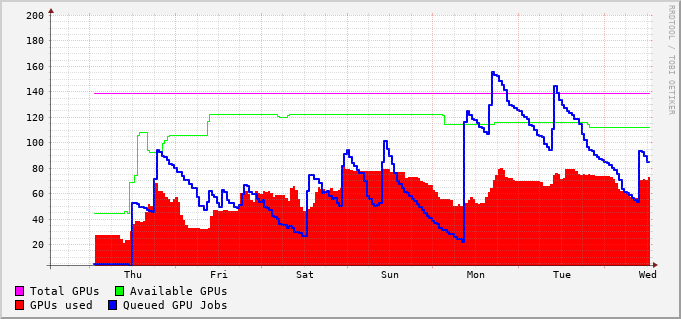 200
180
160
140
120
100
80
60
40
20
Thu Fri Sat Sun Mon Tue Wed
Total GPUs Available GPUs
GPUs used Queued GPU Jobs
RRDTOOL / TOBI OETIKER